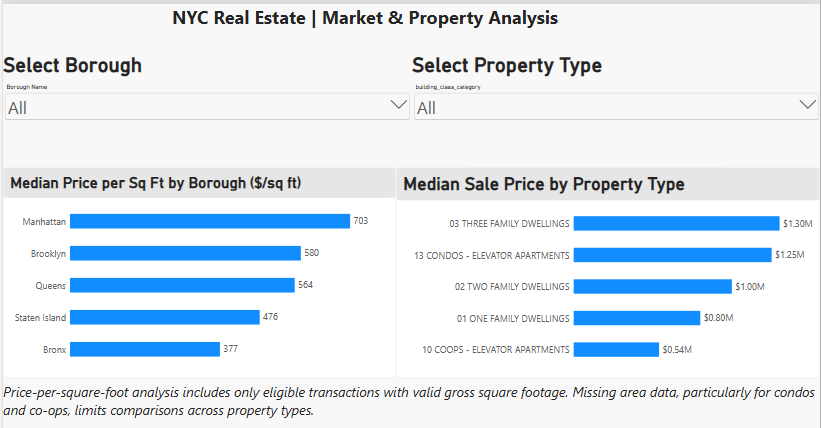 NYC Real Estate | Market & Property Analysis
Select Borough
Borough Name
All
Select Property Type
building_class_category
All
Median Price per Sq Ft by Borough ($/sq ft)
Manhattan 703
Brooklyn 580
Queens 564
Staten Island 476
Bronx 377
Median Sale Price by Property Type
03 THREE FAMILY DWELLINGS $1.30M
13 CONDOS - ELEVATOR APARTMENTS $1.25M
02 TWO FAMILY DWELLINGS $1.00M
01 ONE FAMILY DWELLINGS $0.80M
10 COOPS - ELEVATOR APARTMENTS $0.54M
Price-per-square-foot analysis includes only eligible transactions with valid gross square footage. Missing area data, particularly for condos
and co-ops, limits comparisons across property types.